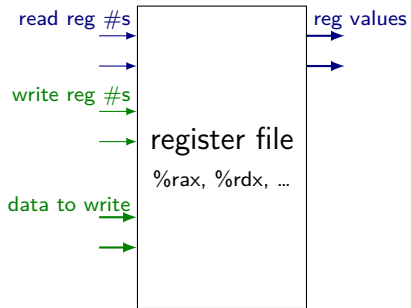 read reg #s
reg values
write reg #s
register file
%rax, %rdx, …
data to write